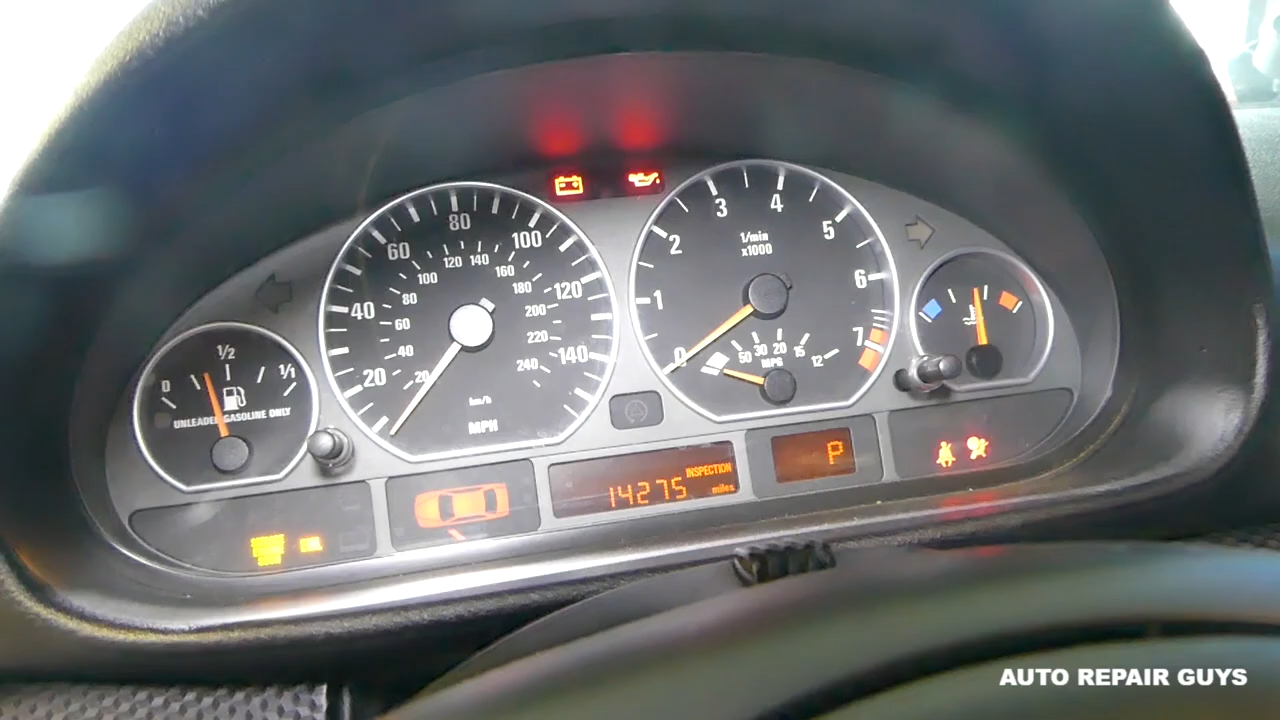 80
60
100
40
120
20
140
120 140
100
160
80
180
60
200
40
220
20
240
km/h
MPH
3
4
2
5
1/min
x1000
1
6
0
7
50 30 20 15 12
MPG
0
1/2
1/1
UNLEADED GASOLINE ONLY
INSPECTION
14275 miles
P
AUTO REPAIR GUYS